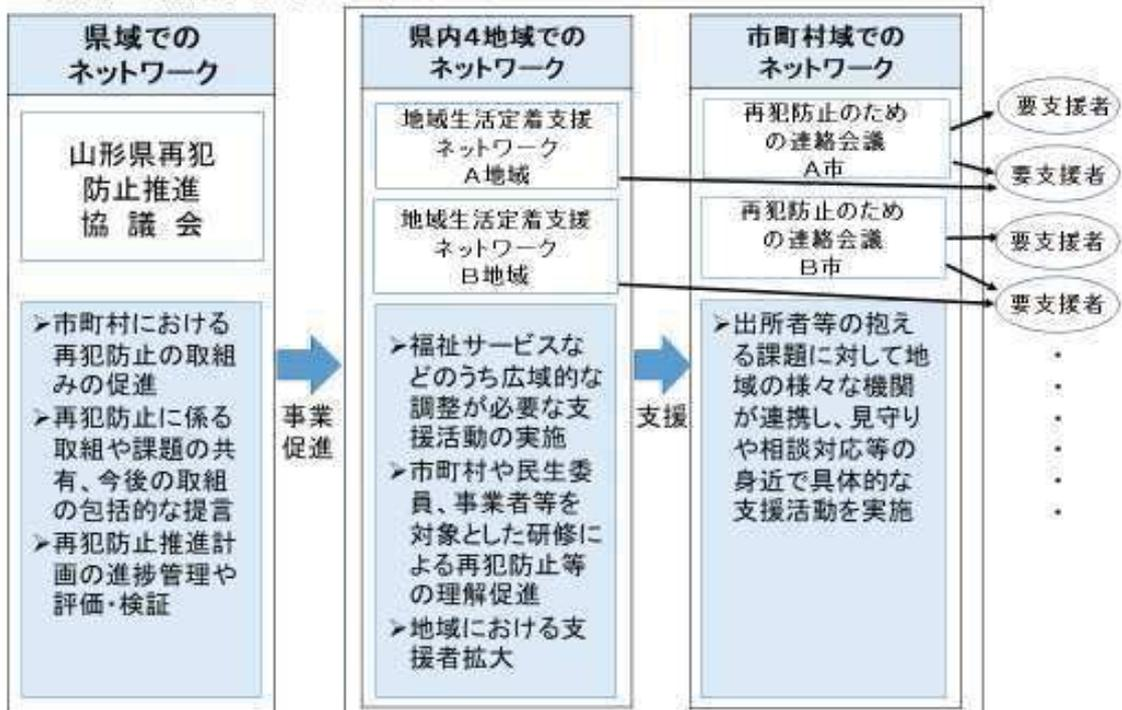 県域での
ネットワーク
山形県再犯
防止推進
協 議 会
➢市町村における
再犯防止の取組
みの促進
➢再犯防止に係る
取組や課題の共
有、今後の取組
の包括的な提言
➢再犯防止推進計
画の進捗管理や
評価・検証
事業
促進
県内4地域での
ネットワーク
地域生活定着支援
ネットワーク
A地域
地域生活定着支援
ネットワーク
B地域
➢福祉サービスな
どのうち広域的な
調整が必要な支
援活動の実施
➢市町村や民生委
員、事業者等を
対象とした研修に
よる再犯防止等
の理解促進
➢地域における支
援者拡大
支援
市町村域での
ネットワーク
再犯防止のため
の連絡会議
A市
再犯防止のため
の連絡会議
B市
➢出所者等の抱え
る課題に対して地
域の様々な機関
が連携し、見守り
や相談対応等の
身近で具体的な
支援活動を実施
要支援者
要支援者
要支援者
要支援者
・
・
・
・
・
・